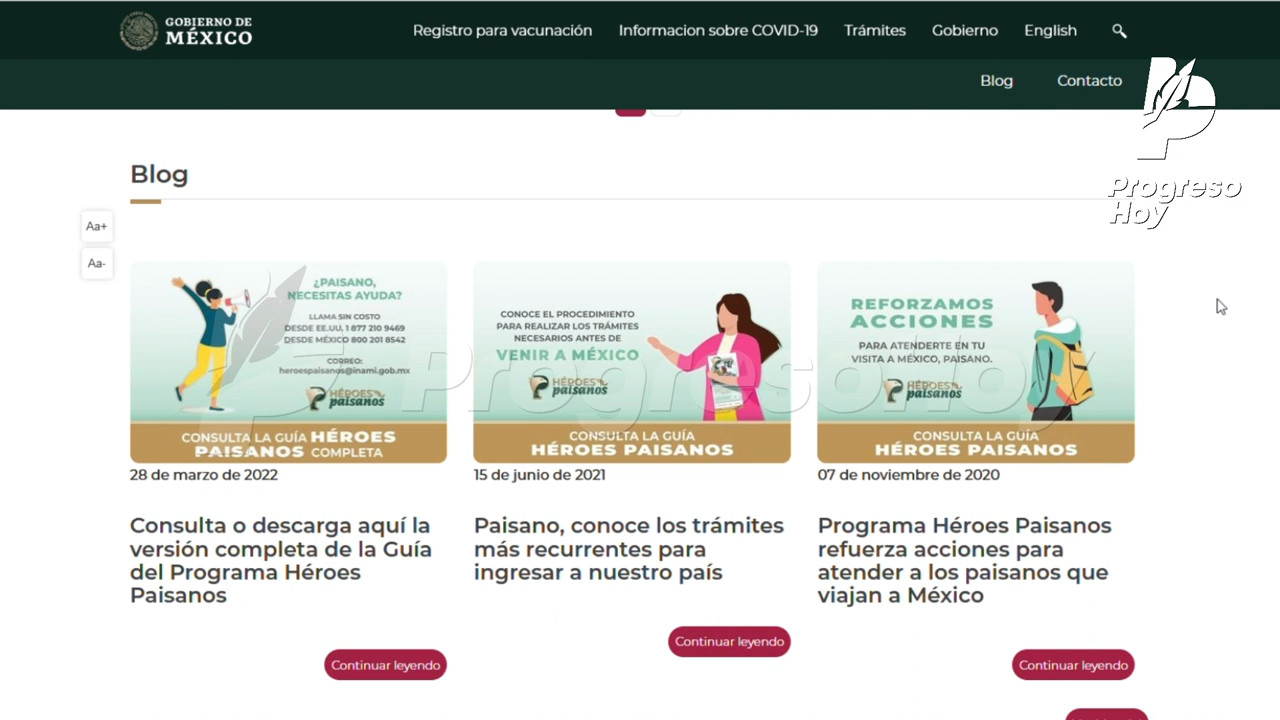 GOBIERNO DE
MÉXICO
Registro para vacunación
Informacion sobre COVID-19
Trámites
Gobierno
English
Blog
Contacto
Progreso
Hoy
Blog
Aa+
Aa-
¿PAISANO,
NECESITAS AYUDA?
LLAMA SIN COSTO
DESDE EE.UU, 1 877 210 9469
DESDE MÉXICO 800 201 8542
CORREO:
heroespaisanos@inami.gob.mx
HÉROES
paisanos
CONSULTA LA GUÍA HÉROES
PAISANOS COMPLETA
28 de marzo de 2022
Consulta o descarga aquí la
versión completa de la Guía
del Programa Héroes
Paisanos
Continuar leyendo
CONOCE EL PROCEDIMIENTO
PARA REALIZAR LOS TRÁMITES
NECESARIOS ANTES DE
VENIR A MÉXICO
HÉROES
paisanos
CONSULTA LA GUÍA
HÉROES PAISANOS
15 de junio de 2021
Paisano, conoce los trámites
más recurrentes para
ingresar a nuestro país
Continuar leyendo
REFORZAMOS
ACCIONES
PARA ATENDERTE EN TU
VISITA A MÉXICO, PAISANO.
HÉROES
paisanos
CONSULTA LA GUÍA
HÉROES PAISANOS
07 de noviembre de 2020
Programa Héroes Paisanos
refuerza acciones para
atender a los paisanos que
viajan a México
Continuar leyendo
Progreso Hoy